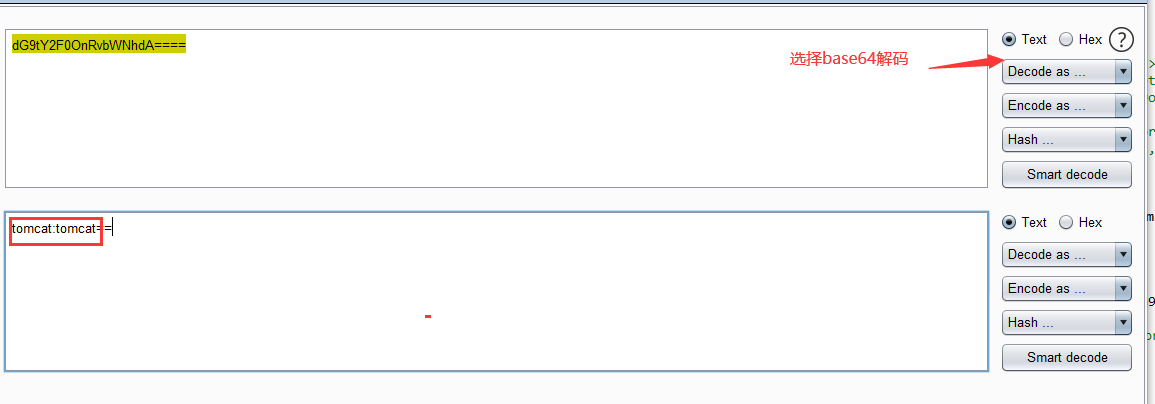 dG9tY2F0OnRvbWNhdA====
Text Hex ?
选择base64解码
Decode as ...
Encode as ...
Hash ...
Smart decode
tomcat:tomcat==
Text Hex
Decode as ...
Encode as ...
Hash ...
Smart decode